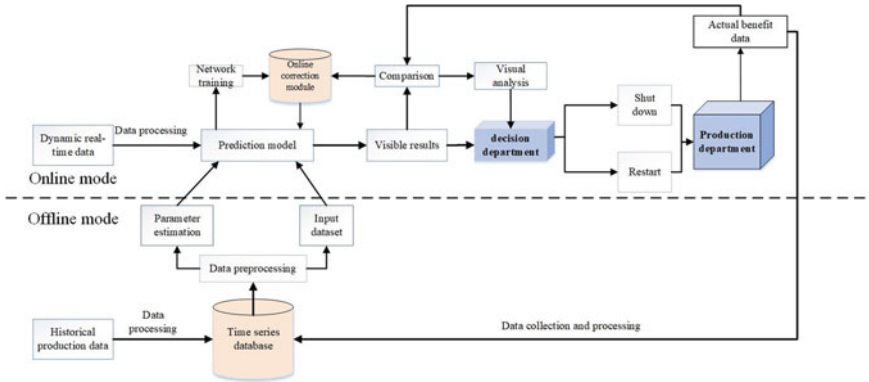 Actual benefit
data
Network
training
Online
correction
module
Comparison
Visual
analysis
Shut
down
Dynamic real-
time data
Data processing
Prediction model
Visible results
decision
department
Production
department
Restart
Online mode
Offline mode
Parameter
estimation
Input
dataset
Data preprocessing
Historical
production data
Data
processing
Time series
database
Data collection and processing